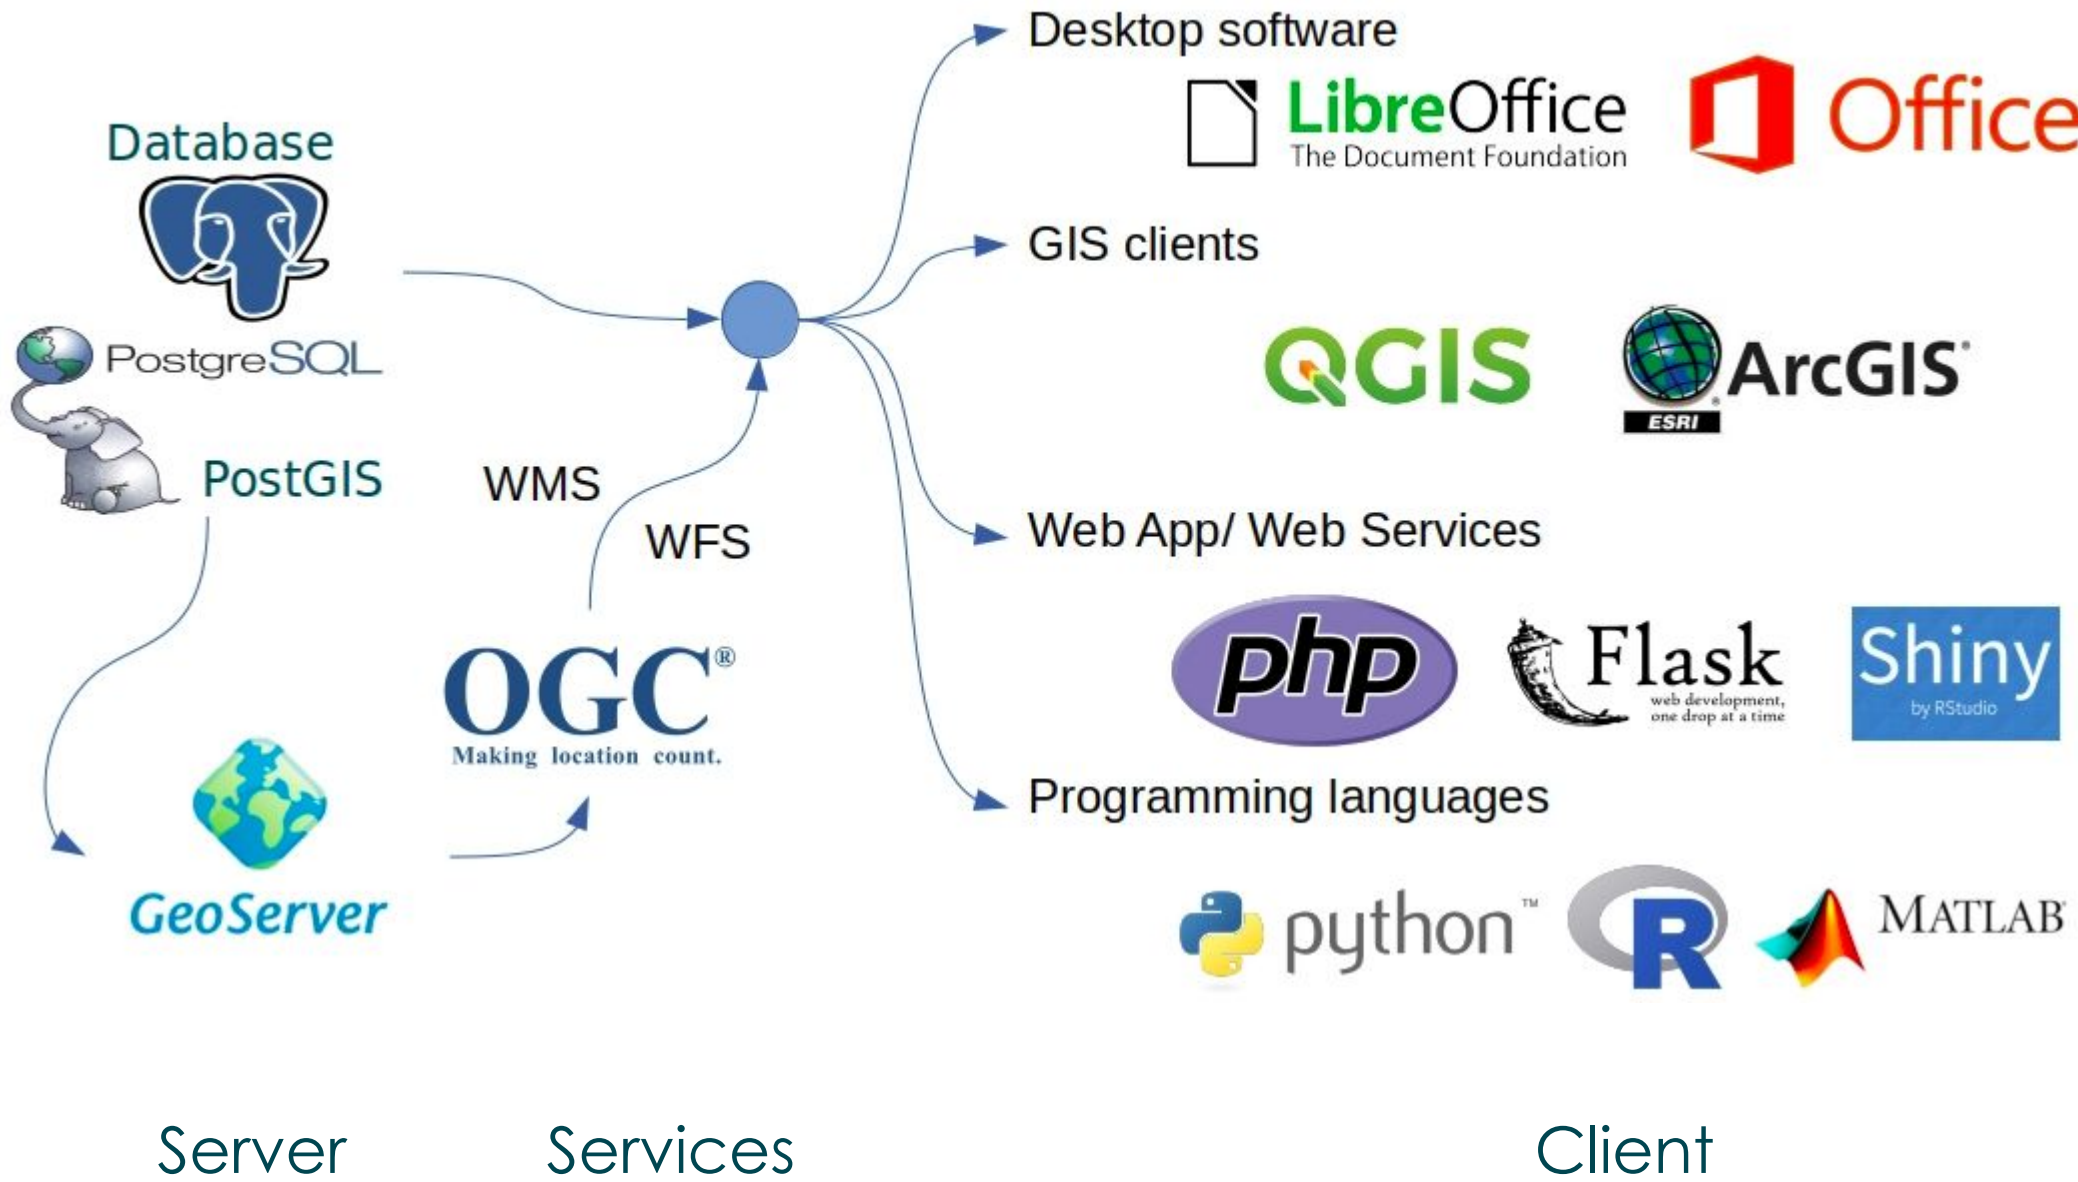 Database
PostgreSQL
PostGIS
GeoServer
WMS
WFS
OGC®
Making location count.
Desktop software
LibreOffice
The Document Foundation
Office
GIS clients
QGIS
ArcGIS®
ESRI®
Web App/ Web Services
php
Flask
web development,
one drop at a time
Shiny
by RStudio
Programming languages
python™
R
MATLAB
Server
Services
Client